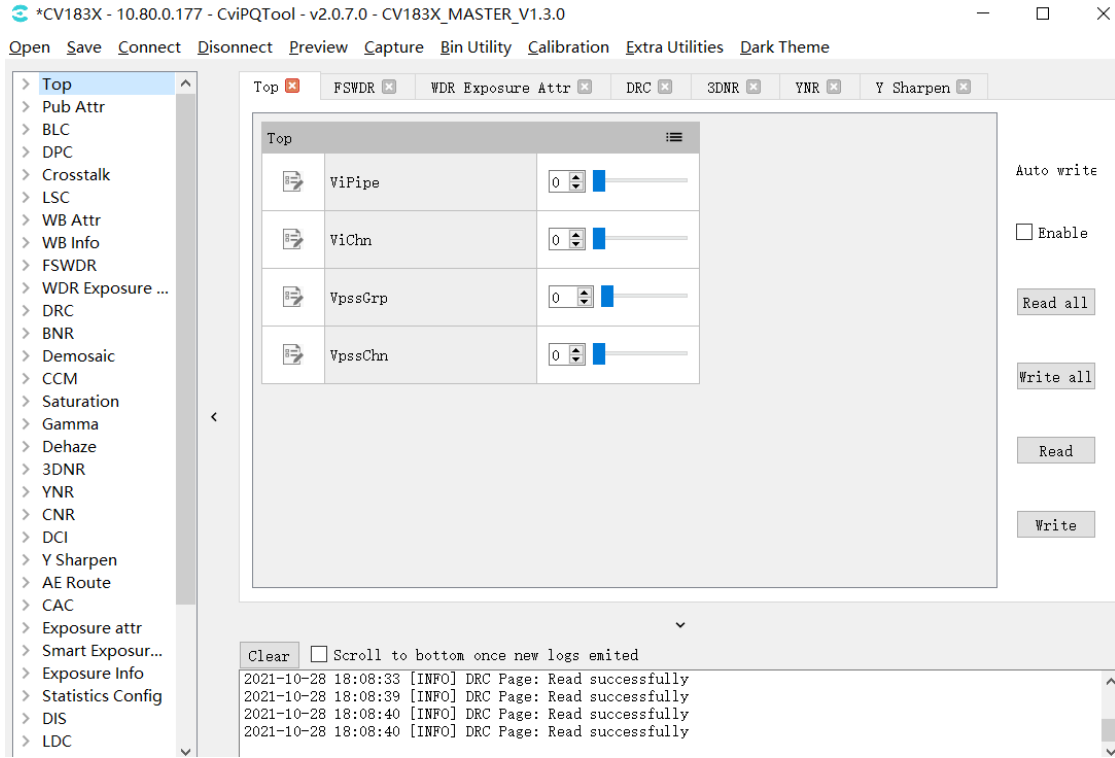 *CV183X - 10.80.0.177 - CviPQTool - v2.0.7.0 - CV183X_MASTER_V1.3.0
Open Save Connect Disonnect Preview Capture Bin Utility Calibration Extra Utilities Dark Theme
Top
Pub Attr
BLC
DPC
Crosstalk
LSC
WB Attr
WB Info
FSWDR
WDR Exposure ...
DRC
BNR
Demosaic
CCM
Saturation
Gamma
Dehaze
3DNR
YNR
CNR
DCI
Y Sharpen
AE Route
CAC
Exposure attr
Smart Exposur...
Exposure Info
Statistics Config
DIS
LDC
Top FSWDR WDR Exposure Attr DRC 3DNR YNR Y Sharpen
Top
ViPipe 0
ViChn 0
VpssGrp 0
VpssChn 0
Auto write
Enable
Read all
Write all
Read
Write
Clear Scroll to bottom once new logs emited
2021-10-28 18:08:33 [INFO] DRC Page: Read successfully
2021-10-28 18:08:39 [INFO] DRC Page: Read successfully
2021-10-28 18:08:40 [INFO] DRC Page: Read successfully
2021-10-28 18:08:40 [INFO] DRC Page: Read successfully